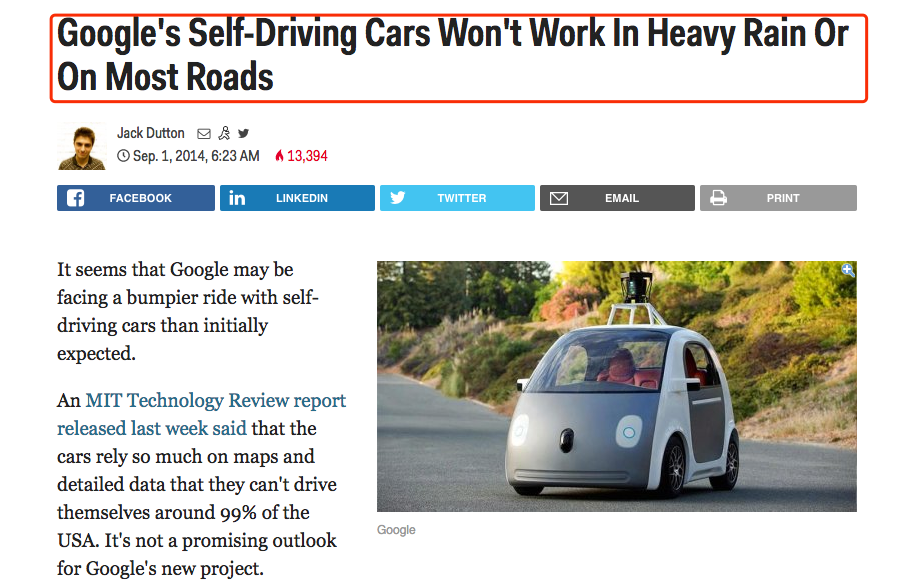 Google's Self-Driving Cars Won't Work In Heavy Rain Or
On Most Roads
Jack Dutton
Sep. 1, 2014, 6:23 AM 13,394
FACEBOOK
LINKEDIN
TWITTER
EMAIL
PRINT
It seems that Google may be
facing a bumpier ride with self-
driving cars than initially
expected.
An MIT Technology Review report
released last week said that the
cars rely so much on maps and
detailed data that they can't drive
themselves around 99% of the
USA. It's not a promising outlook
for Google's new project.
Google